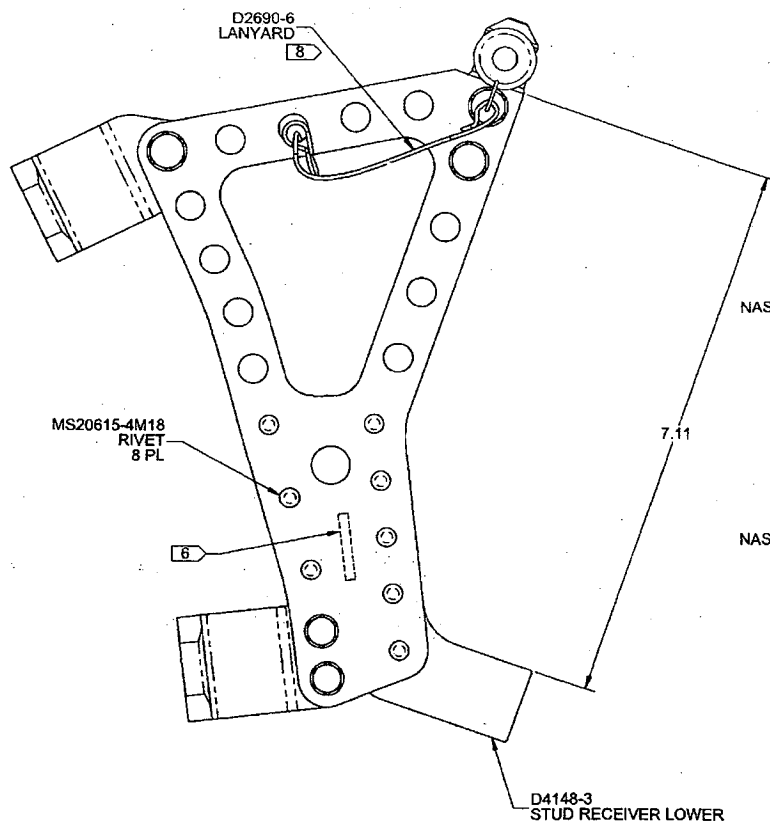 D2690-6
LANYARD
8
NAS
MS20615-4M18
RIVET
8 PL
7.11
6
NAS
D4148-3
STUD RECEIVER LOWER